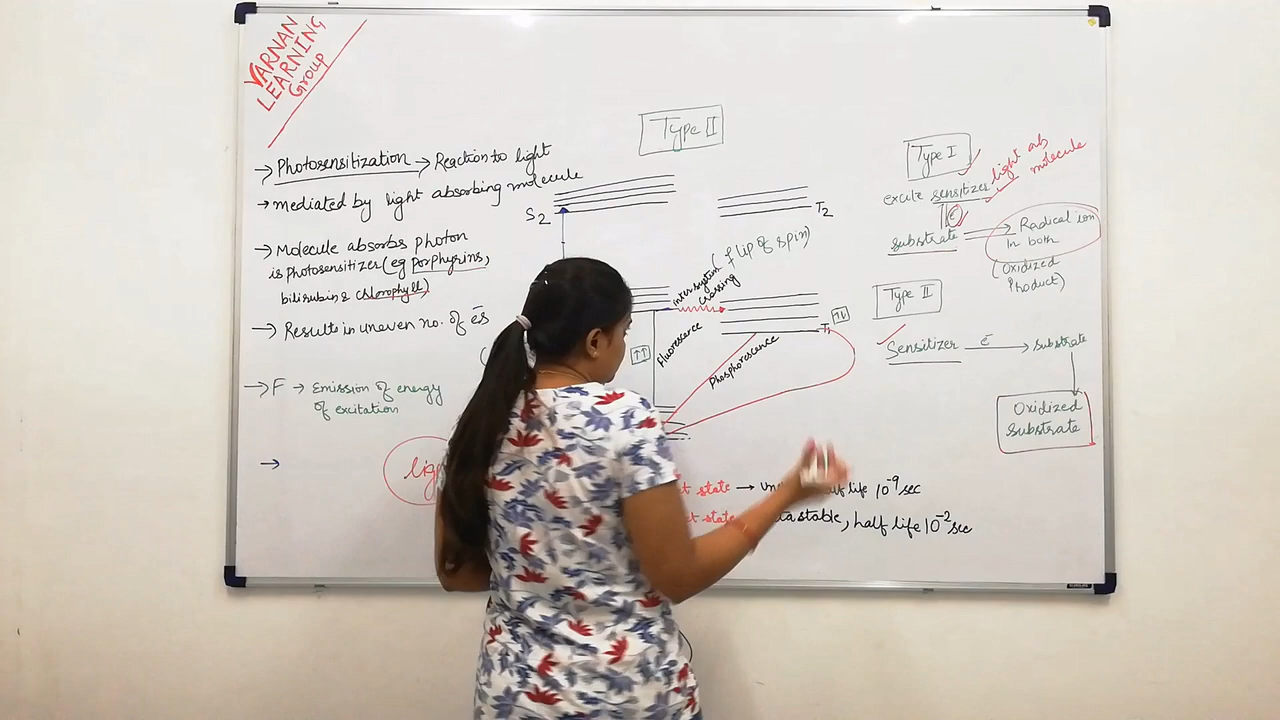 VARNAN
LEARNING
Group
Type II
→ Photosensitization → Reaction to light
→ mediated by light absorbing molecule
→ Molecule absorbs photon
is photosensitizer (eg porphyrins,
bilirubin & chlorophyll)
→ Results in uneven no. of es
(
→ F → Emission of energy
of excitation
→
S2
T2
(flip of spin)
intersystem
crossing
T1
↑↓
↑↑
Fluorescence
Phosphorescence
state → half life 10⁻⁹ sec
state stable, half life 10⁻² sec
Type I
excite sensitizer light ab
molecule
e
substrate → Radical ion
In both
(Oxidized
Product)
Type II
Sensitizer e → substrate
Oxidized
Substrate